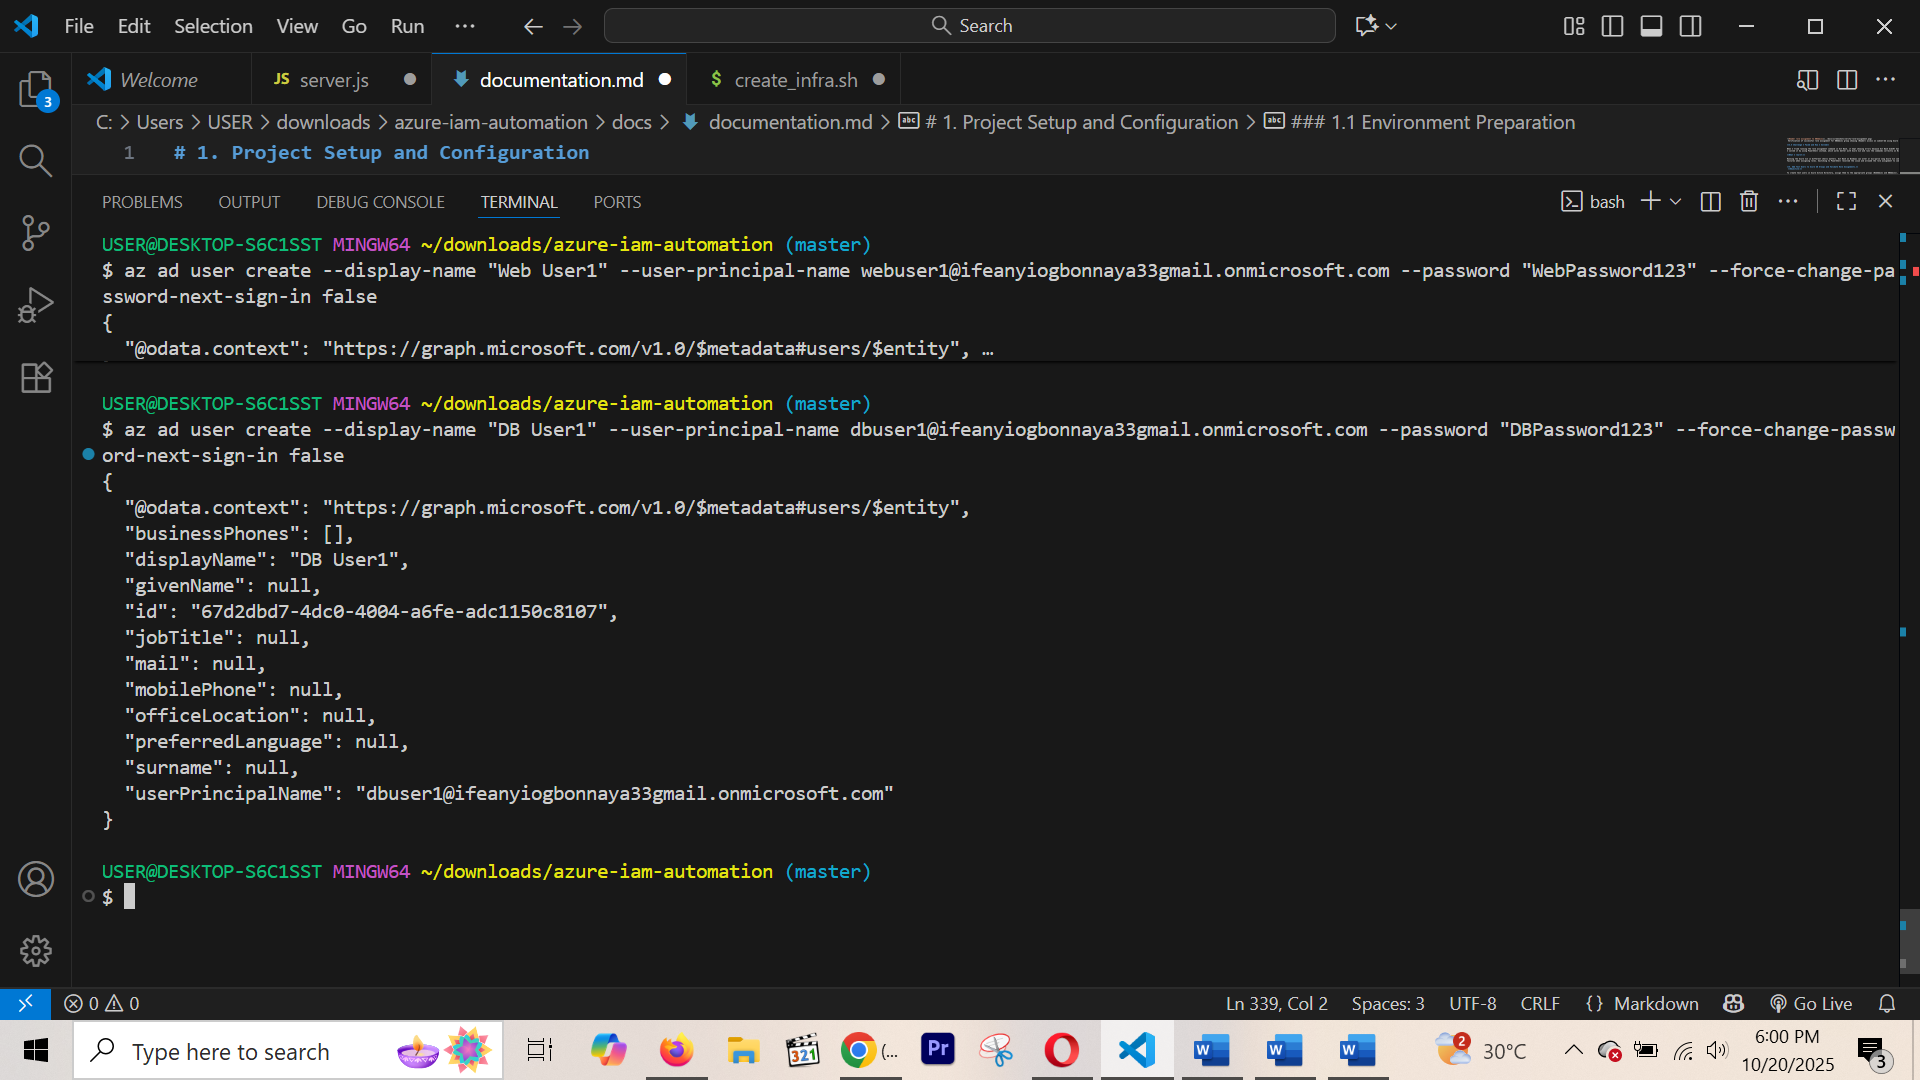 File Edit Selection View Go Run ··· Search
Welcome JS server.js documentation.md $ create_infra.sh
C: > Users > USER > downloads > azure-iam-automation > docs > documentation.md > # 1. Project Setup and Configuration > ### 1.1 Environment Preparation
1 # 1. Project Setup and Configuration
PROBLEMS OUTPUT DEBUG CONSOLE TERMINAL PORTS bash
USER@DESKTOP-S6C1SST MINGW64 ~/downloads/azure-iam-automation (master)
$ az ad user create --display-name "Web User1" --user-principal-name webuser1@ifeanyiogbonnaya33gmail.onmicrosoft.com --password "WebPassword123" --force-change-pa
ssword-next-sign-in false
{
"@odata.context": "https://graph.microsoft.com/v1.0/$metadata#users/$entity", …
USER@DESKTOP-S6C1SST MINGW64 ~/downloads/azure-iam-automation (master)
$ az ad user create --display-name "DB User1" --user-principal-name dbuser1@ifeanyiogbonnaya33gmail.onmicrosoft.com --password "DBPassword123" --force-change-passw
ord-next-sign-in false
{
"@odata.context": "https://graph.microsoft.com/v1.0/$metadata#users/$entity",
"businessPhones": [],
"displayName": "DB User1",
"givenName": null,
"id": "67d2dbd7-4dc0-4004-a6fe-adc1150c8107",
"jobTitle": null,
"mail": null,
"mobilePhone": null,
"officeLocation": null,
"preferredLanguage": null,
"surname": null,
"userPrincipalName": "dbuser1@ifeanyiogbonnaya33gmail.onmicrosoft.com"
}
USER@DESKTOP-S6C1SST MINGW64 ~/downloads/azure-iam-automation (master)
$
3
0 0 Ln 339, Col 2 Spaces: 3 UTF-8 CRLF {} Markdown Go Live
Type here to search 321 (... Pr W W W 2 30°C 6:00 PM
10/20/2025 3